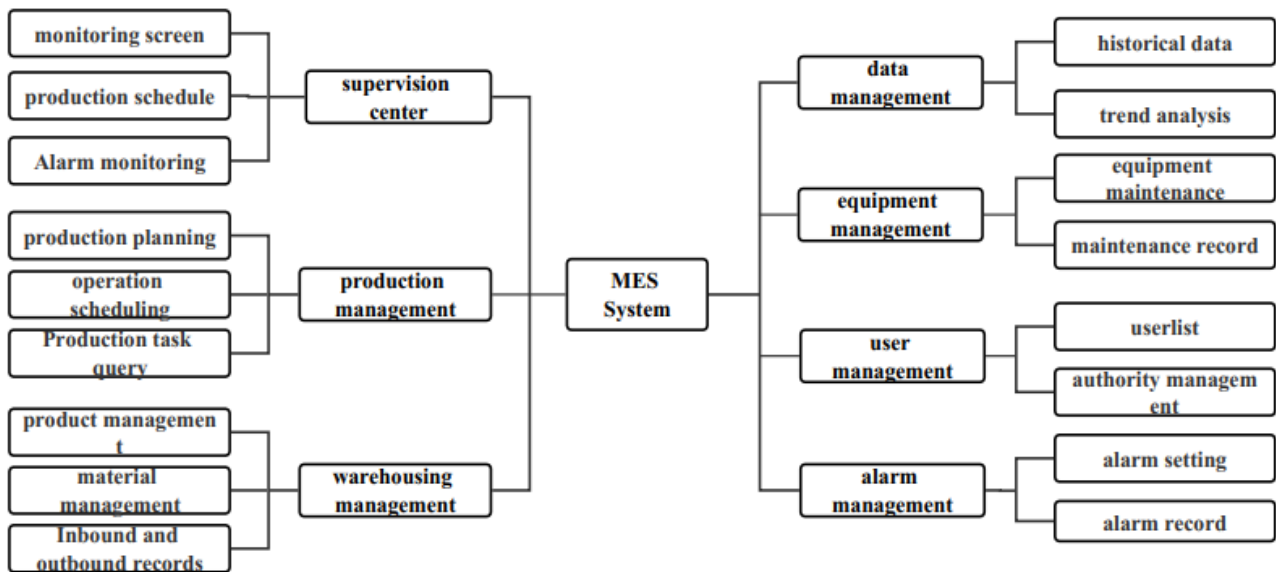 monitoring screen
production schedule
Alarm monitoring
supervision
center
production planning
operation
scheduling
Production task
query
production
management
product managemen
t
material
management
Inbound and
outbound records
warehousing
management
MES
System
data
management
historical data
trend analysis
equipment
management
equipment
maintenance
maintenance record
user
management
userlist
authority managem
ent
alarm
management
alarm setting
alarm record